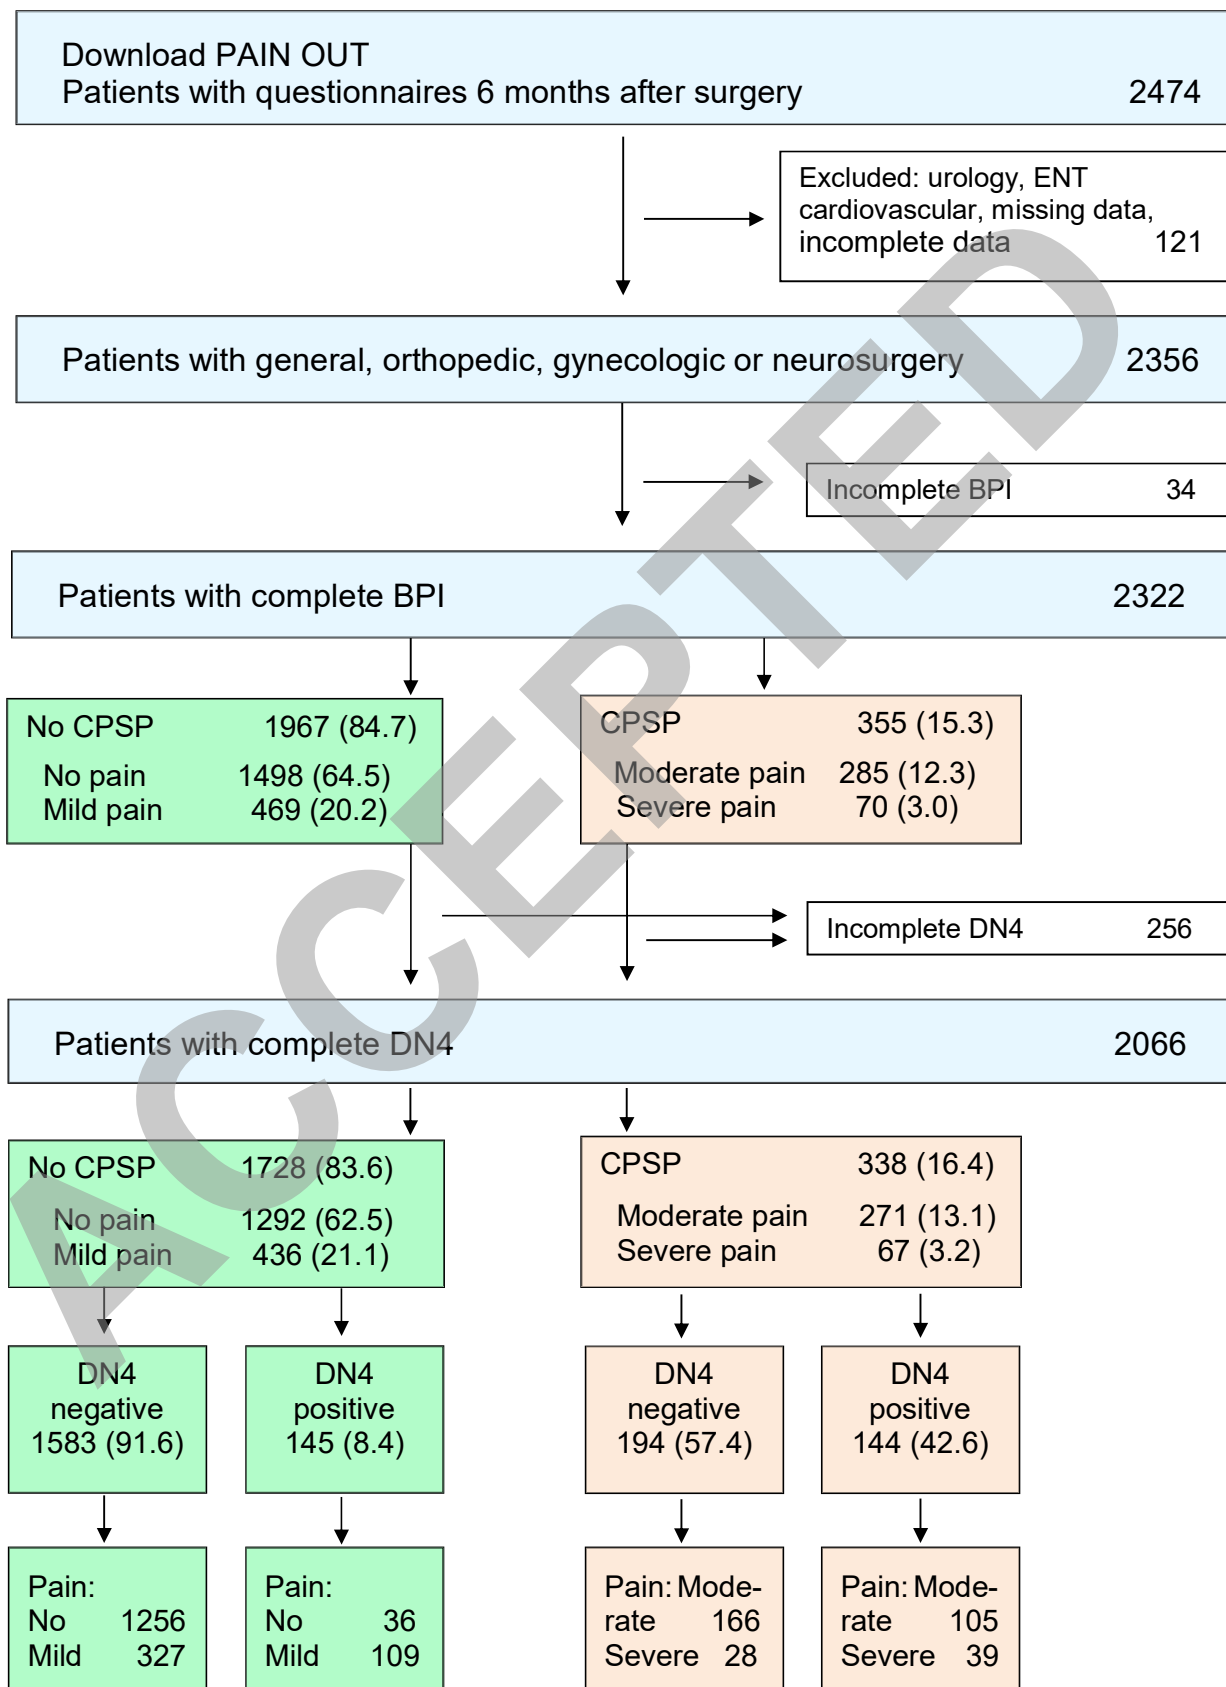 Download PAIN OUT
Patients with questionnaires 6 months after surgery 2474
Excluded: urology, ENT
cardiovascular, missing data,
incomplete data 121
Patients with general, orthopedic, gynecologic or neurosurgery 2356
Incomplete BPI 34
Patients with complete BPI 2322
No CPSP 1967 (84.7)
No pain 1498 (64.5)
Mild pain 469 (20.2)
CPSP 355 (15.3)
Moderate pain 285 (12.3)
Severe pain 70 (3.0)
Incomplete DN4 256
Patients with complete DN4 2066
No CPSP 1728 (83.6)
No pain 1292 (62.5)
Mild pain 436 (21.1)
CPSP 338 (16.4)
Moderate pain 271 (13.1)
Severe pain 67 (3.2)
DN4
negative
1583 (91.6)
DN4
positive
145 (8.4)
DN4
negative
194 (57.4)
DN4
positive
144 (42.6)
Pain:
No 1256
Mild 327
Pain:
No 36
Mild 109
Pain: Mode-
rate 166
Severe 28
Pain: Mode-
rate 105
Severe 39
ACCEPTED